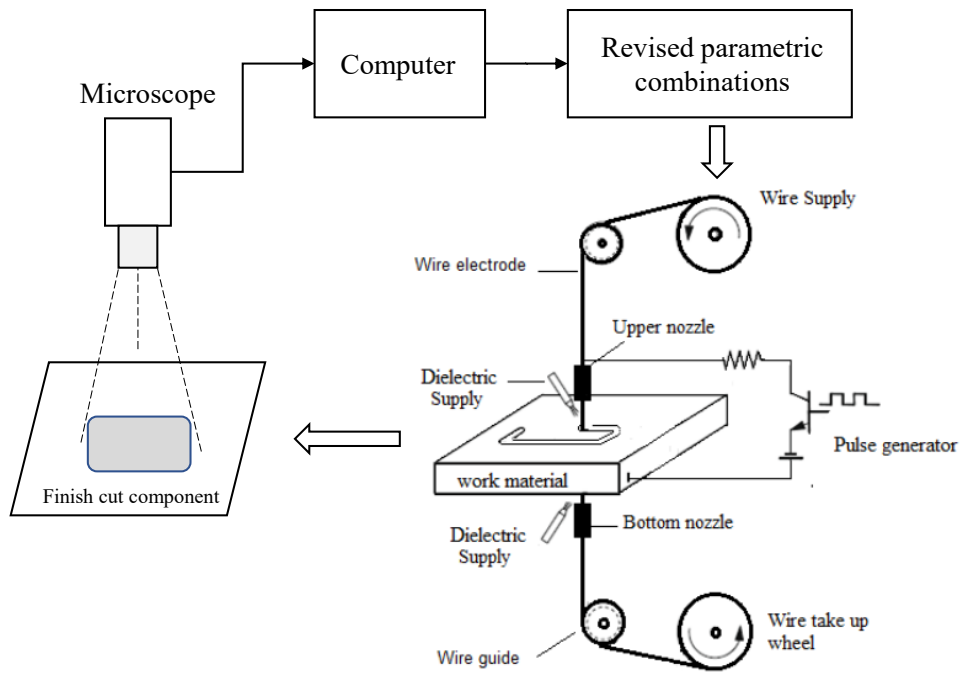 Computer
Revised parametric
combinations
Microscope
Wire Supply
Wire electrode
Upper nozzle
Dielectric
Supply
Pulse generator
work material
Finish cut component
Bottom nozzle
Dielectric
Supply
Wire take up
wheel
Wire guide